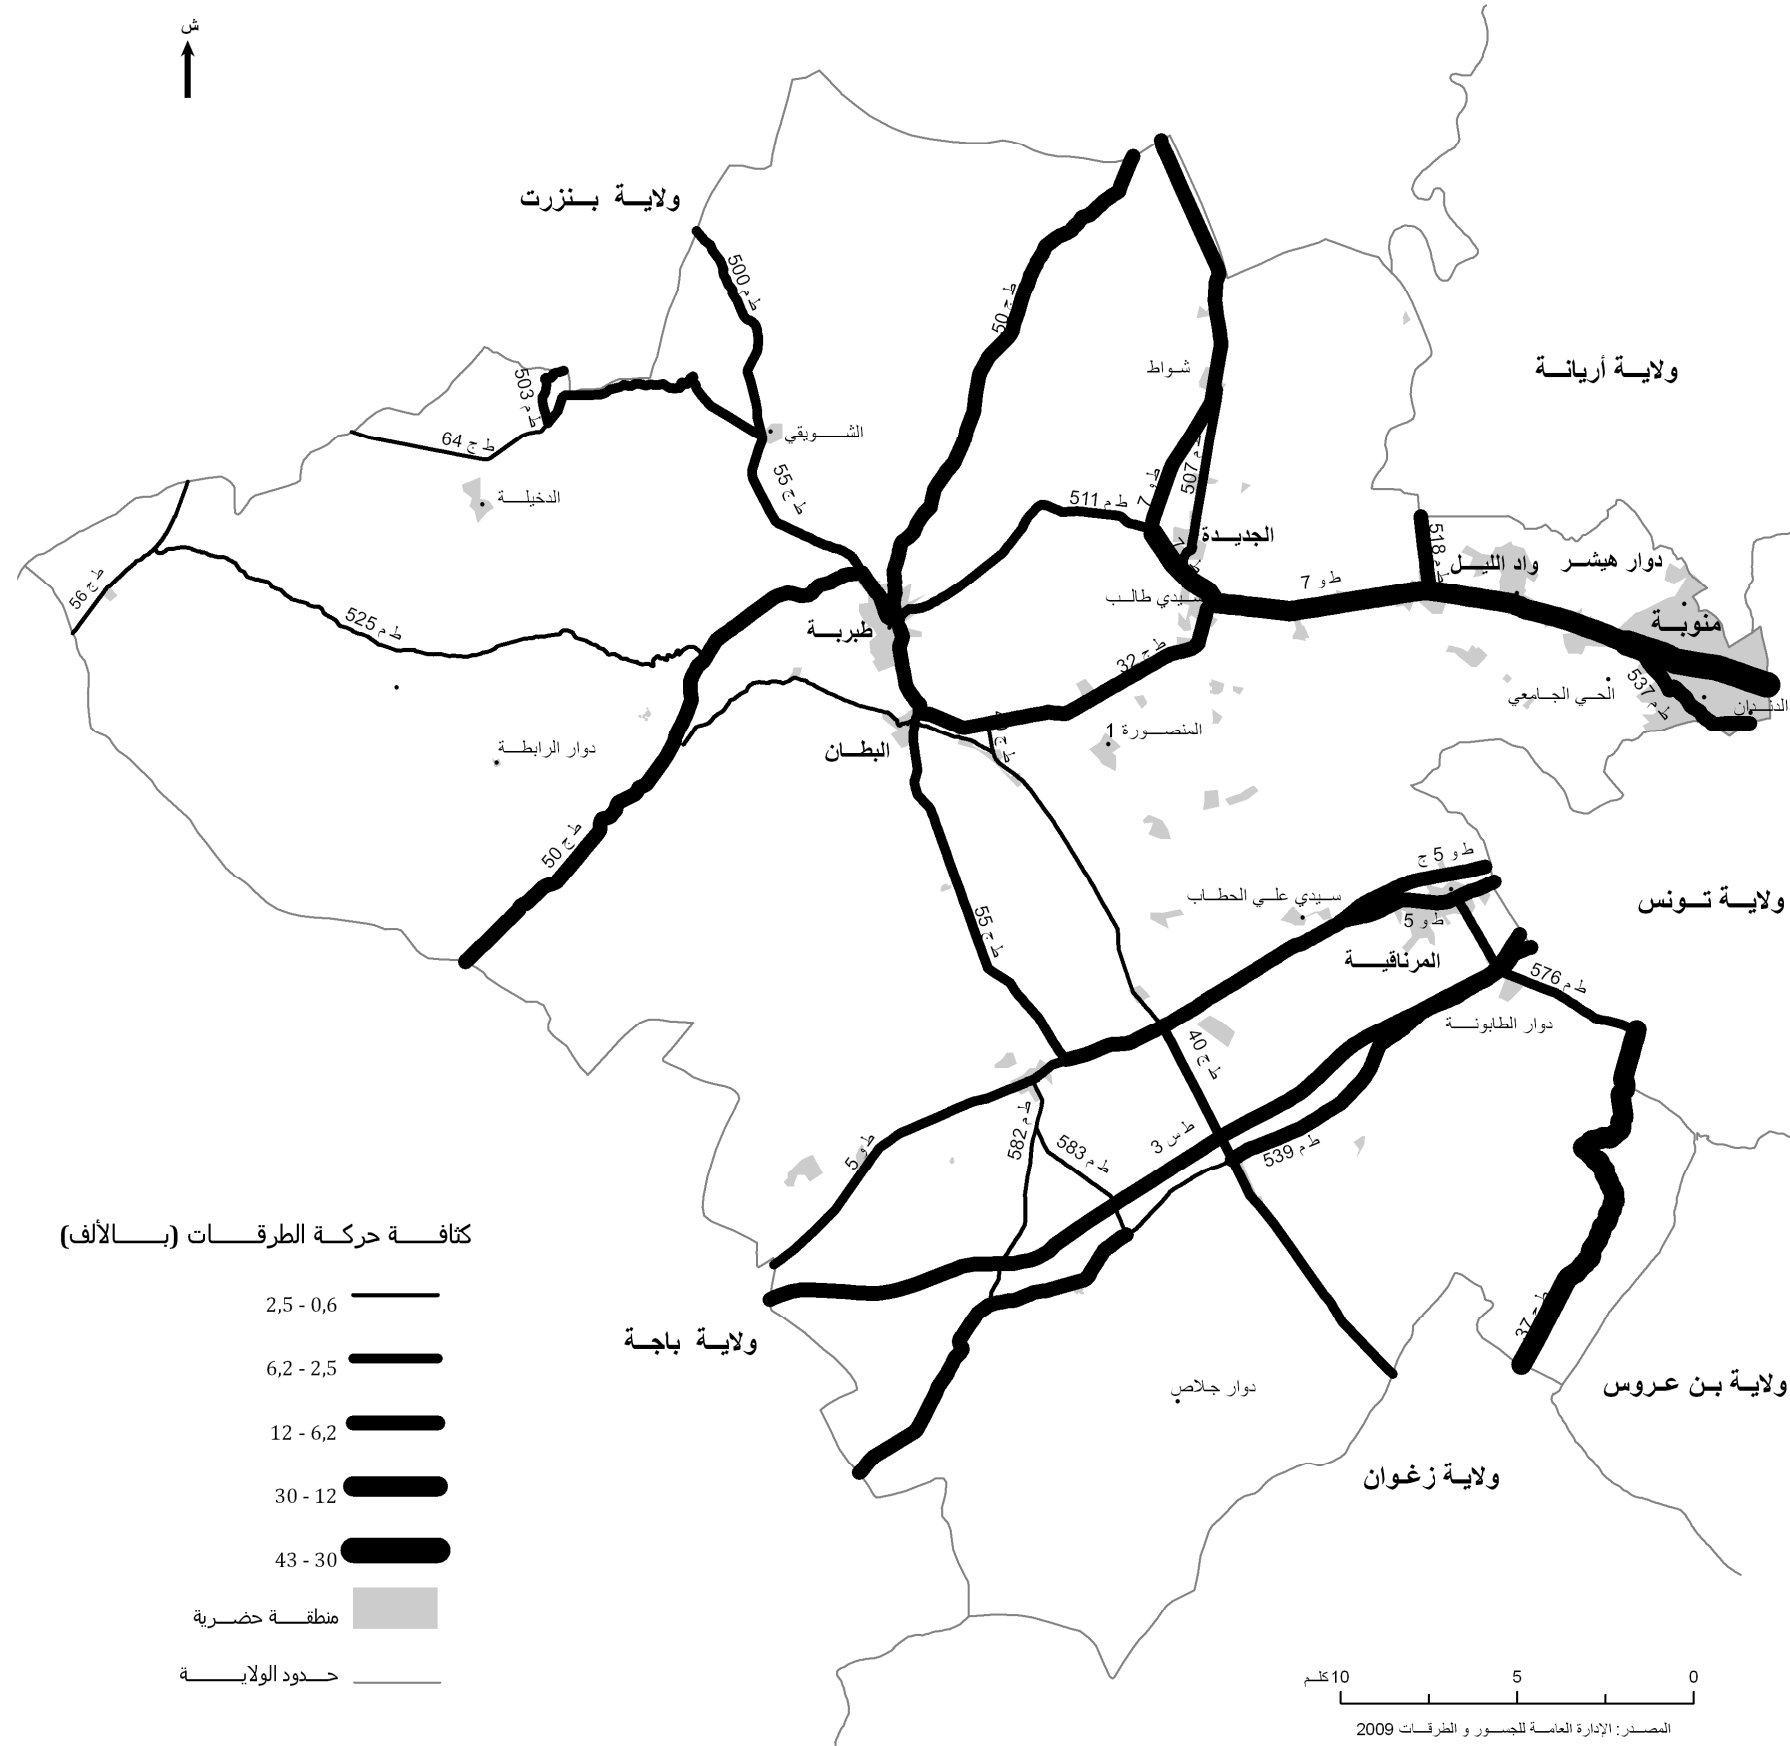 ش
ولاية بنزرت
ط م 500
ط ج 50
شواط
ولاية أريانة
ط م 503
ط ج 64
الشويقي
ط ج 55
الدخيلة
ط م 511
ط و 7
ط م 507
الجديدة
ط م 518
واد الليل
دوار هيشر
ط و 7
ط ج 56
ط م 525
طبربة
سيدي طالب
منوبة
ط ج 32
ط م 537
الحي الجامعي
الدندان
دوار الرابطة
البطان
المنصورة 1
ط ج 50
ط و 5 ج
سيدي علي الحطاب
ط و 5
ولاية تونس
ط ج 55
المرناقية
ط م 576
دوار الطابونة
ط ج 40
ط م 582
ط م 583
ط س 3
ط م 539
ط و 5
ط ج 37
ولاية باجة
دوار جلاص
ولاية بن عروس
ولاية زغوان
كثافة حركة الطرقات (بالألف)
2,5 - 0,6
6,2 - 2,5
12 - 6,2
30 - 12
43 - 30
منطقة حضرية
حدود الولاية
10 كلم 5 0
المصدر: الإدارة العامة للجسور و الطرقات 2009